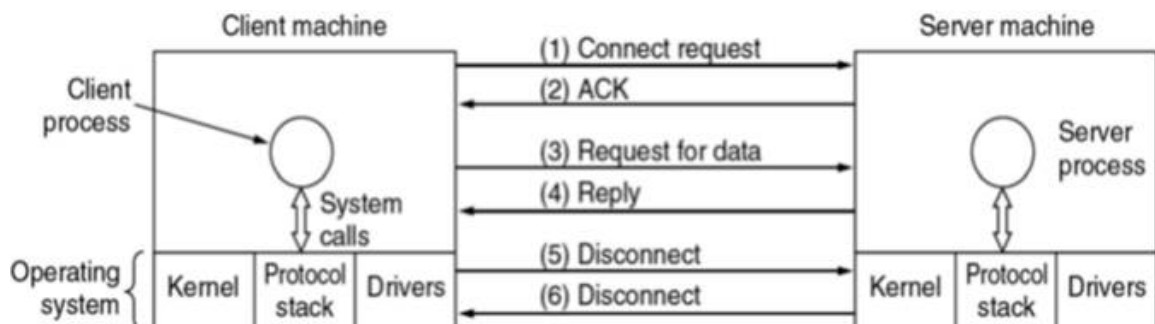 Client machine
Server machine
(1) Connect request
(2) ACK
Client
process
(3) Request for data
Server
process
(4) Reply
System
calls
(5) Disconnect
Operating
system
Kernel
Protocol
stack
Drivers
(6) Disconnect
Kernel
Protocol
stack
Drivers